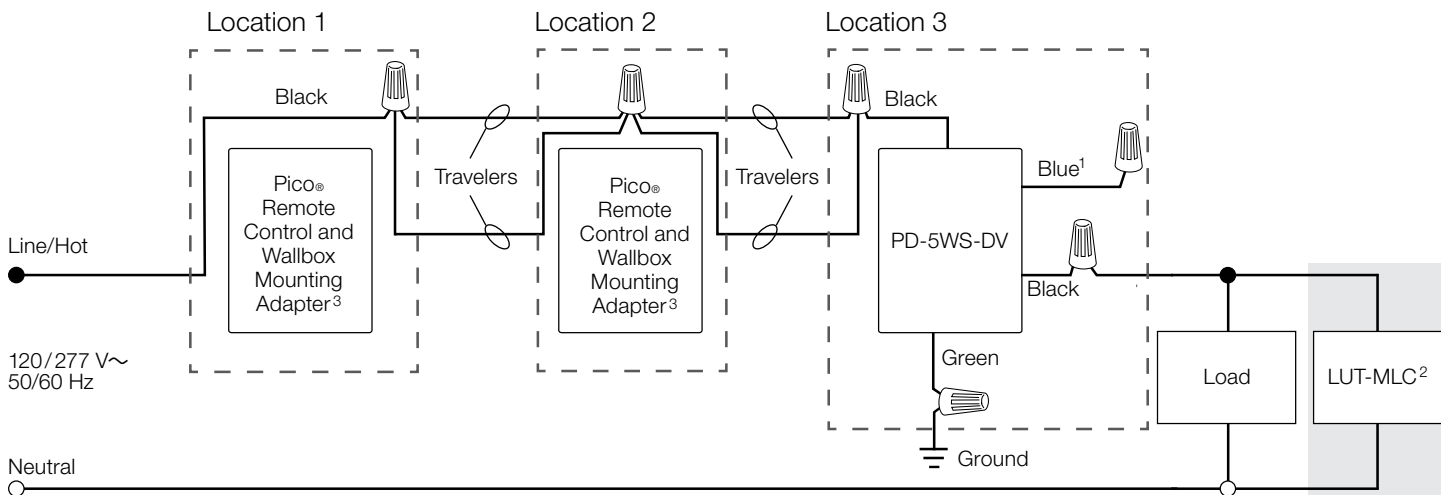 Location 1
Location 2
Location 3
Black
Black
Travelers
Travelers
Blue1
Pico®
Remote
Control and
Wallbox
Mounting
Adapter3
Pico®
Remote
Control and
Wallbox
Mounting
Adapter3
PD-5WS-DV
Line/Hot
Black
120/277 V~
50/60 Hz
Green
Load
LUT-MLC2
Ground
Neutral